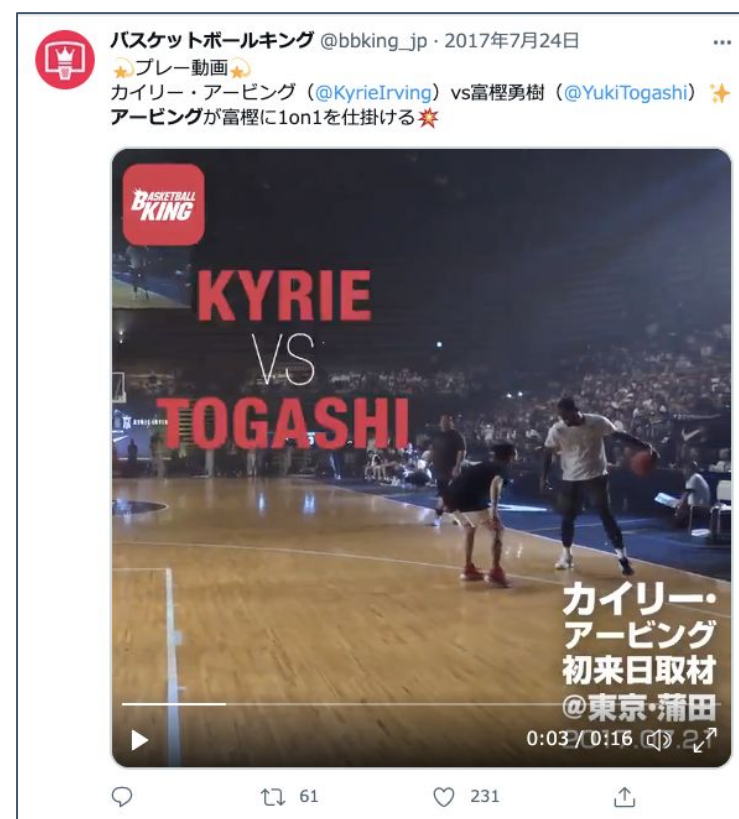 バスケットボールキング @bbking_jp · 2017年7月24日
💫プレー動画💫
カイリー・アービング（@KyrieIrving）vs富樫勇樹（@YukiTogashi）✨
アービングが富樫に1on1を仕掛ける💥
BASKETBALL
KING
KYRIE
VS
TOGASHI
カイリー・
アービング
初来日取材
@東京・蒲田
0:03 / 0:16
61
231